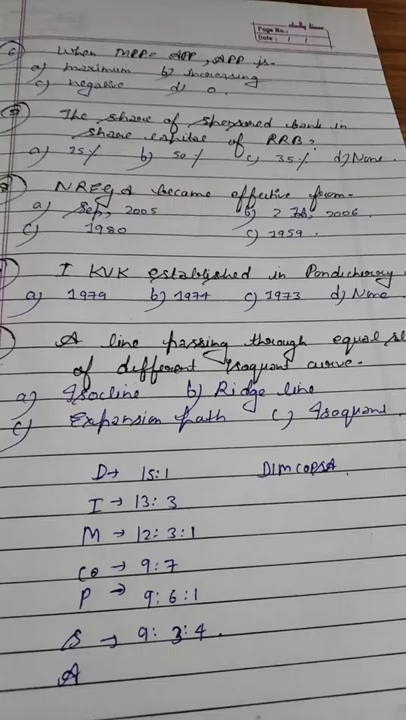 Page No.:
Date: / /
When MPP= APP, APP is-
a) maximum b) Increasing
c) negative d) 0.
The share of sponsored bank in
share capital of RRB?
a) 25% b) 50% c) 35% d) None
NREGA became effective from-
a) Sep, 2005 b) 2 Feb, 2006.
c) 1980 c) 1959.
I KVK established in Pondicherry
a) 1979 b) 1974 c) 1973 d) None
A line passing through equal sl
of different Isoquant curve-
a) Isocline b) Ridge line
c) Expansion path c) Isoquant.
D→ 15:1 DIMCOPSA.
I → 13: 3
M → 12: 3:1
Co → 9:7
P → 9:6:1
S → 9: 3:4.
A